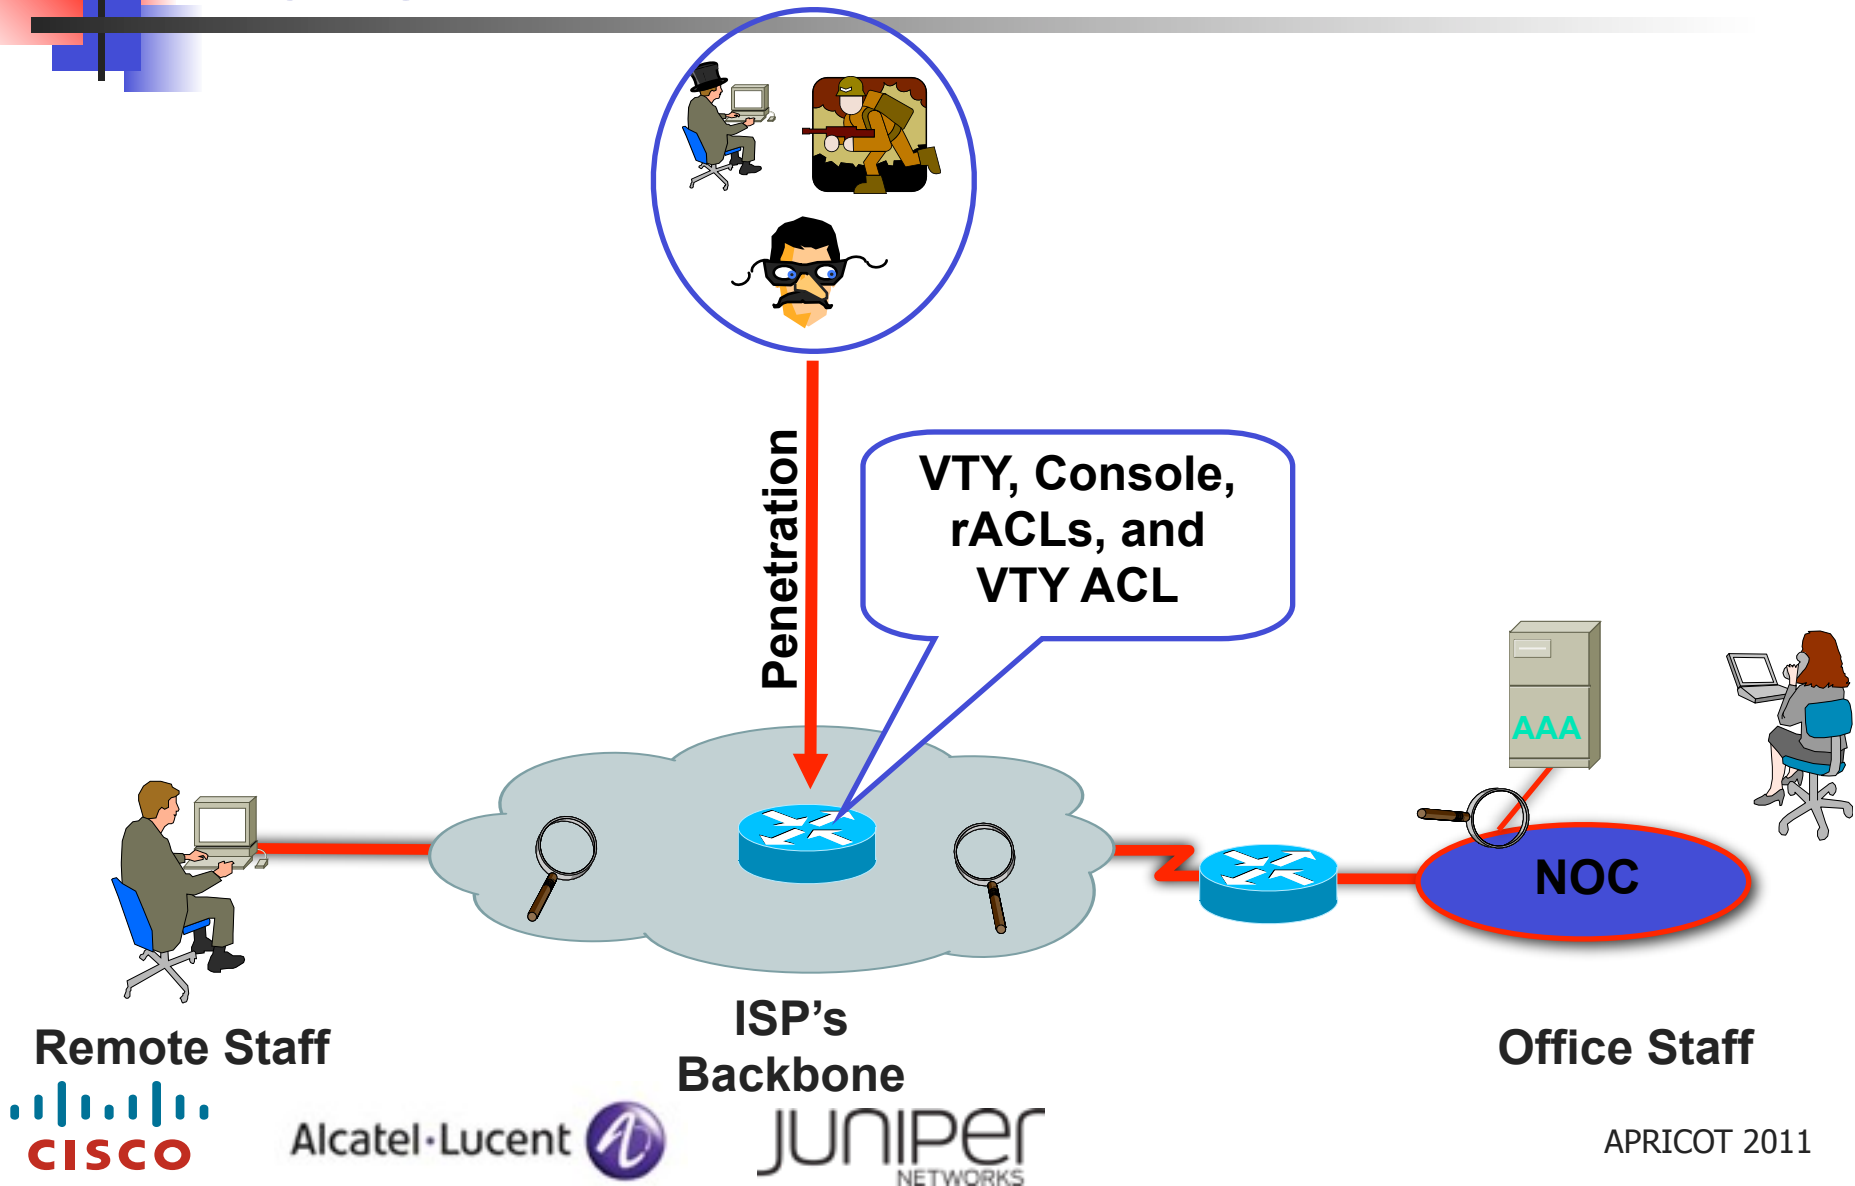 Penetration
VTY, Console,
rACLs, and
VTY ACL
AAA
NOC
Remote Staff
ISP’s
Backbone
Office Staff
CISCO
Alcatel·Lucent
JUNIPER
NETWORKS
APRICOT 2011